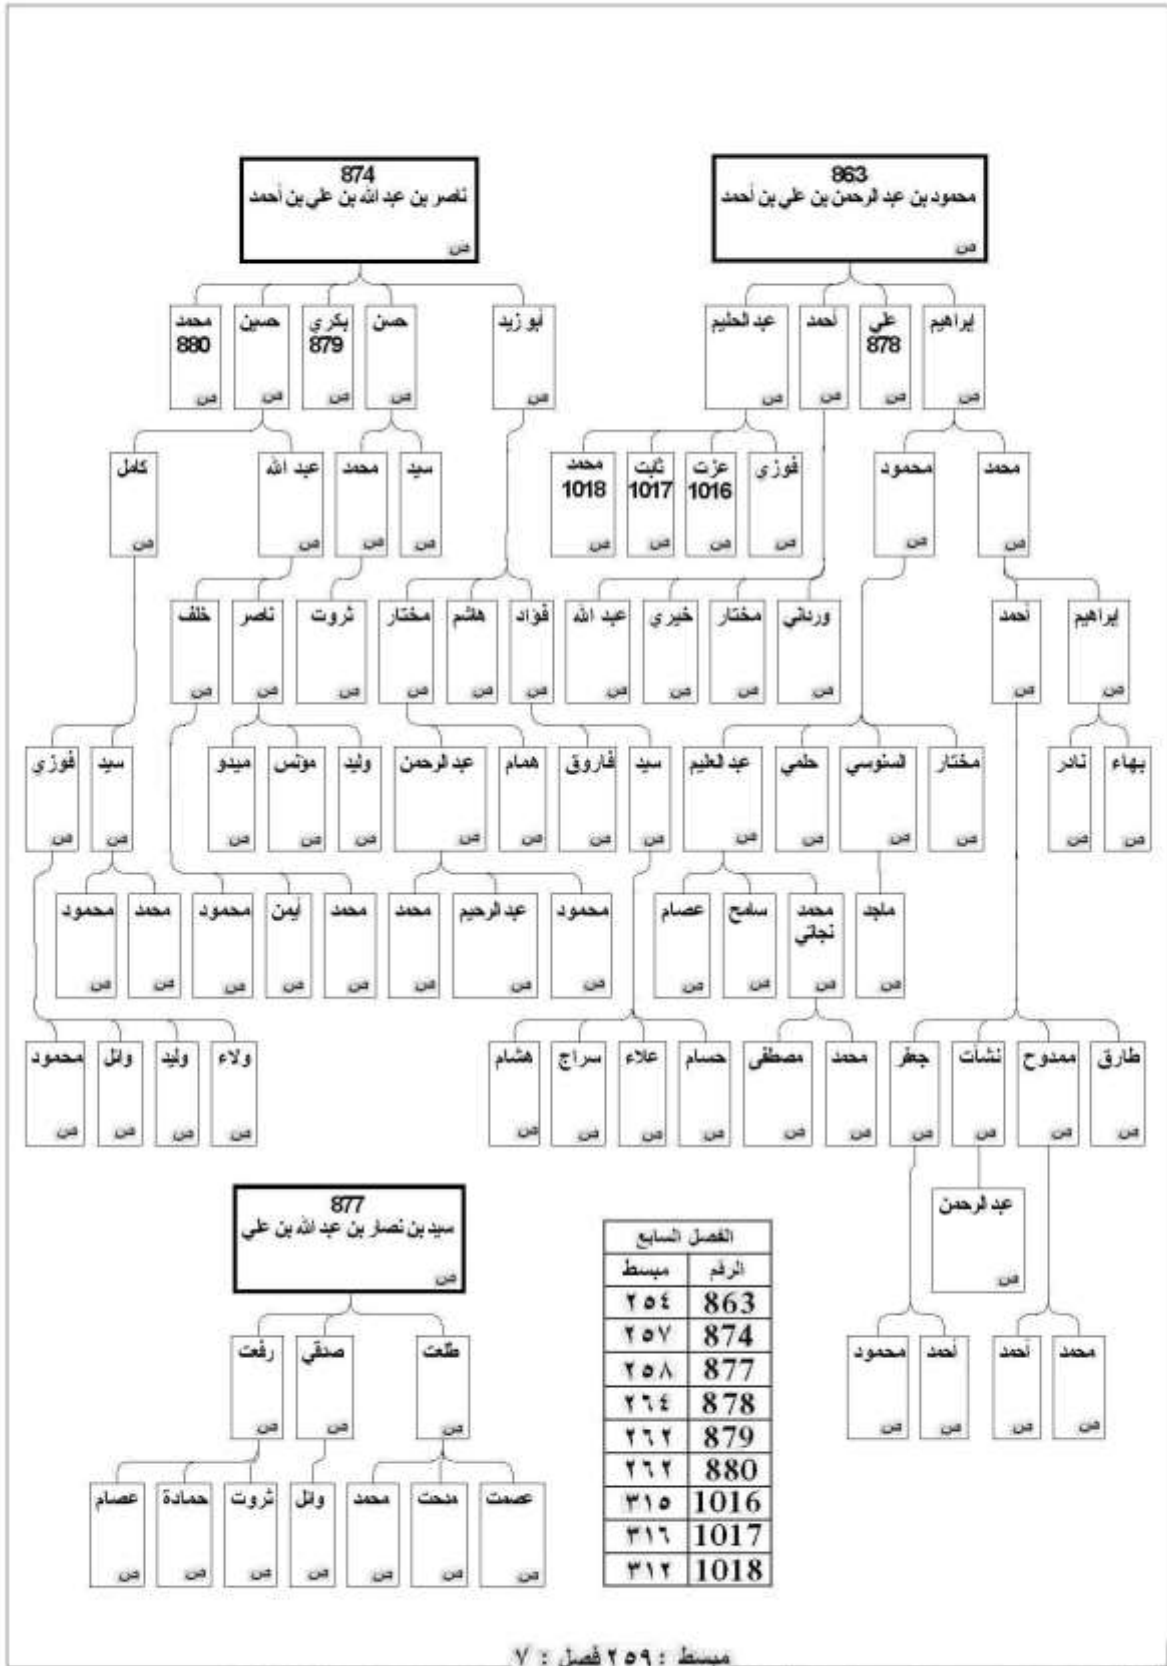 863
محمود بن عبد الرحمن بن علي بن أحمد
ص
874
ناصر بن عبد الله بن علي بن أحمد
ص
إبراهيم
ص
علي
878
ص
أحمد
ص
عبد الحليم
ص
أبو زيد
ص
حسن
ص
بكري
879
ص
حسين
ص
محمد
880
ص
محمد
ص
محمود
ص
فوزي
ص
عزت
1016
ص
ثابت
1017
ص
محمد
1018
ص
سيد
ص
محمد
ص
عبد الله
ص
كامل
ص
إبراهيم
ص
أحمد
ص
ورداني
ص
مختار
ص
خيري
ص
عبد الله
ص
فؤاد
ص
هاشم
ص
مختار
ص
ثروت
ص
ناصر
ص
خلف
ص
بهاء
ص
نادر
ص
مختار
ص
السنوسي
ص
حلمي
ص
عبد العليم
ص
سيد
ص
فاروق
ص
همام
ص
عبد الرحمن
ص
وليد
ص
مؤنس
ص
ميدو
ص
سيد
ص
فوزي
ص
ماجد
ص
محمد
نجاتي
ص
سامح
ص
عصام
ص
محمود
ص
عبد الرحيم
ص
محمد
ص
محمد
ص
أيمن
ص
محمود
ص
محمد
ص
محمود
ص
طارق
ص
ممدوح
ص
نشأت
ص
جعفر
ص
محمد
ص
مصطفى
ص
حسام
ص
علاء
ص
سراج
ص
هشام
ص
ولاء
ص
وليد
ص
وائل
ص
محمود
ص
عبد الرحمن
ص
محمد
ص
أحمد
ص
أحمد
ص
محمود
ص
877
سيد بن نصار بن عبد الله بن علي
ص
طلعت
ص
صدقي
ص
رفعت
ص
عصمت
ص
مدحت
ص
محمد
ص
وائل
ص
ثروت
ص
حمادة
ص
عصام
ص
الفصل السابع
الرقم مبسط
863 ٢٥٤
874 ٢٥٧
877 ٢٥٨
878 ٢٦٤
879 ٢٦٢
880 ٢٦٢
1016 ٣١٥
1017 ٣١٦
1018 ٣١٢
مبسط : ٢٥٩ فصل : ٧